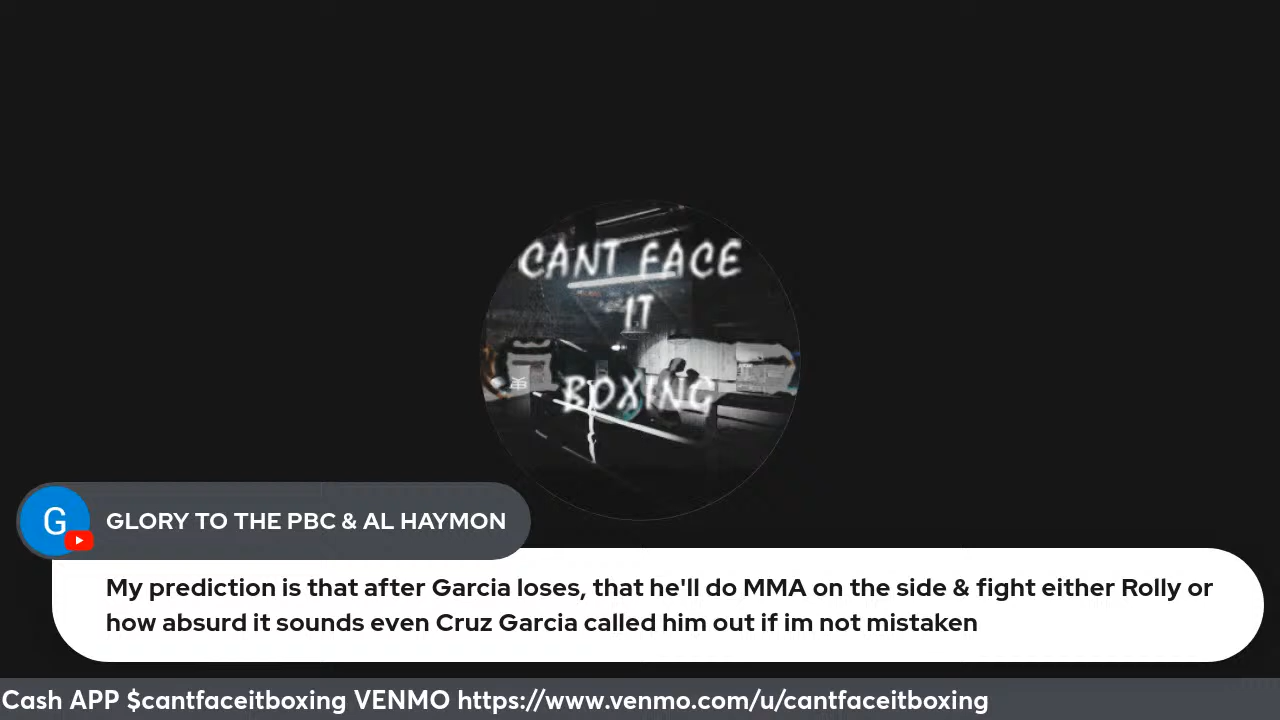 CANT FACE
IT
BOXING
G
GLORY TO THE PBC & AL HAYMON
My prediction is that after Garcia loses, that he'll do MMA on the side & fight either Rolly or
how absurd it sounds even Cruz Garcia called him out if im not mistaken
Cash APP $cantfaceitboxing VENMO https://www.venmo.com/u/cantfaceitboxing